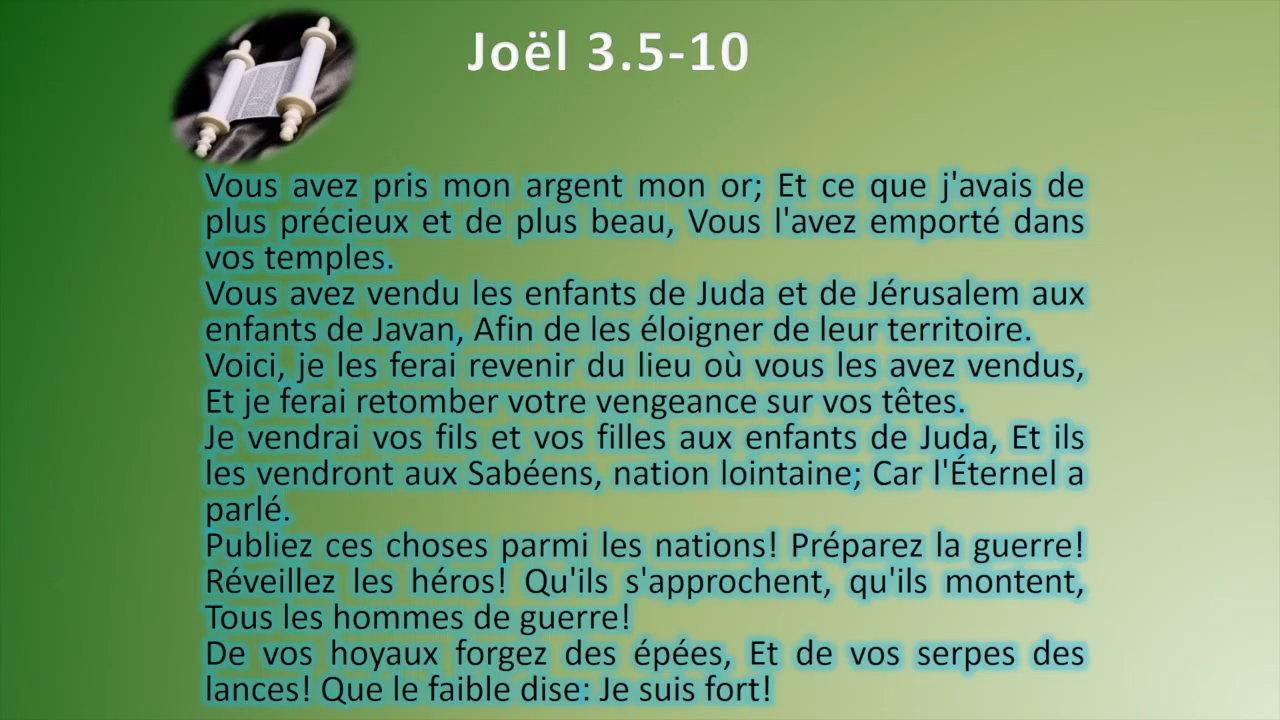 Joël 3.5-10
Vous avez pris mon argent mon or; Et ce que j'avais de
plus précieux et de plus beau, Vous l'avez emporté dans
vos temples.
Vous avez vendu les enfants de Juda et de Jérusalem aux
enfants de Javan, Afin de les éloigner de leur territoire.
Voici, je les ferai revenir du lieu où vous les avez vendus,
Et je ferai retomber votre vengeance sur vos têtes.
Je vendrai vos fils et vos filles aux enfants de Juda, Et ils
les vendront aux Sabéens, nation lointaine; Car l'Éternel a
parlé.
Publiez ces choses parmi les nations! Préparez la guerre!
Réveillez les héros! Qu'ils s'approchent, qu'ils montent,
Tous les hommes de guerre!
De vos hoyaux forgez des épées, Et de vos serpes des
lances! Que le faible dise: Je suis fort!